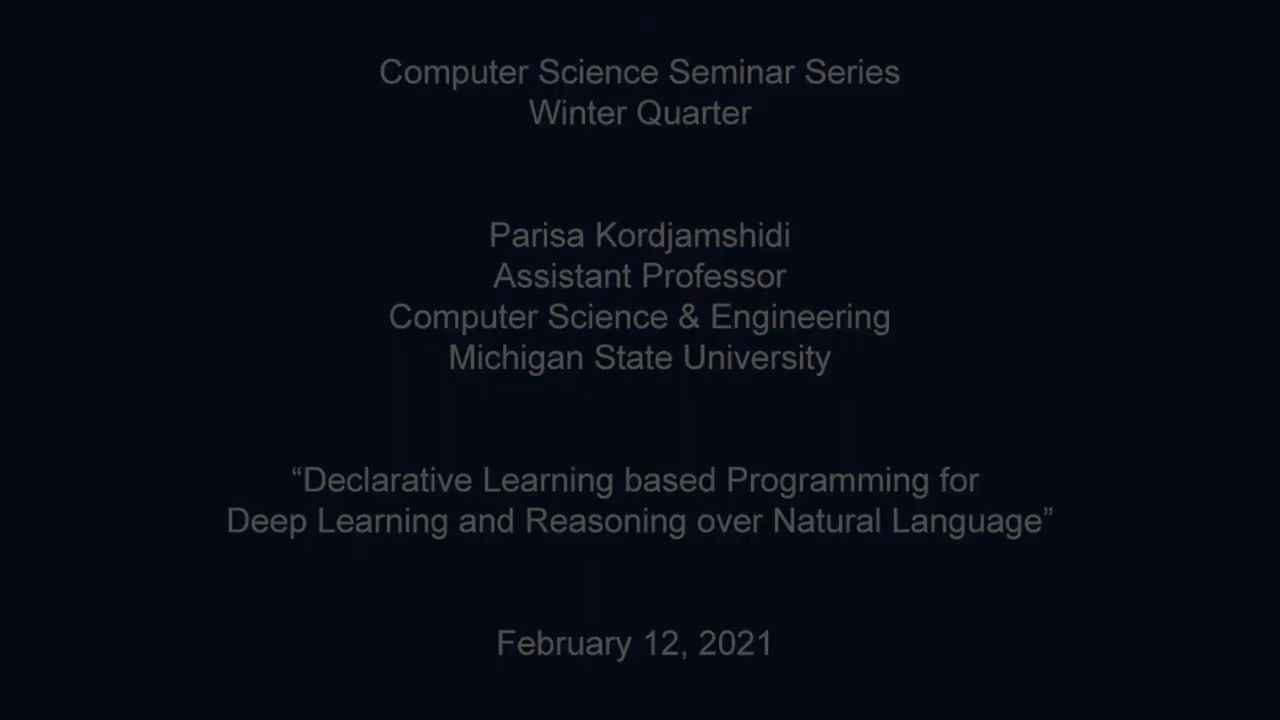 Computer Science Seminar Series
Winter Quarter
Parisa Kordjamshidi
Assistant Professor
Computer Science & Engineering
Michigan State University
“Declarative Learning based Programming for
Deep Learning and Reasoning over Natural Language”
February 12, 2021